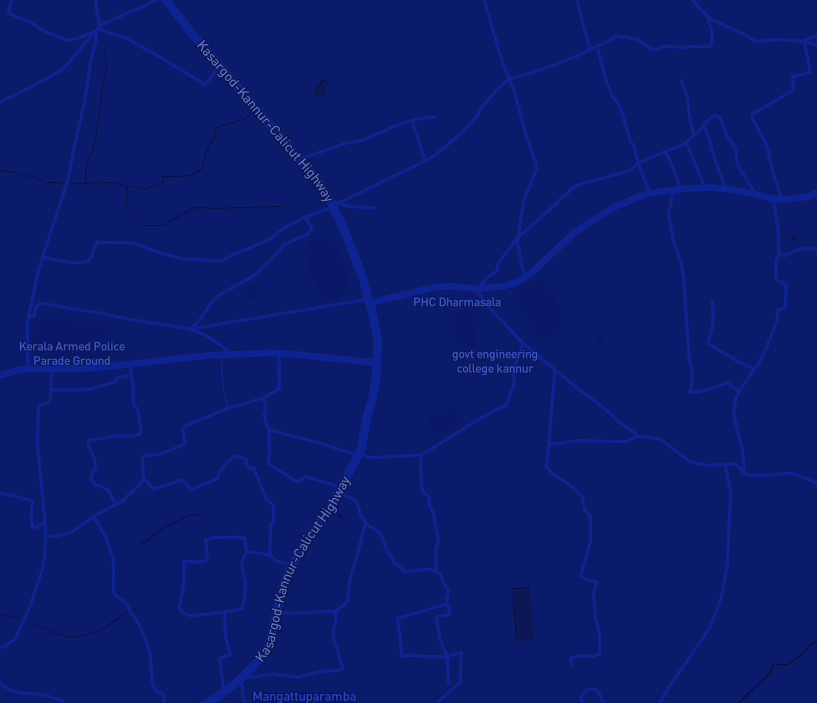 Kasargod-Kannur-Calicut Highway
PHC Dharmasala
Kerala Armed Police
Parade Ground
govt engineering
college kannur
Kasargod-Kannur-Calicut Highway
Mangattuparamba